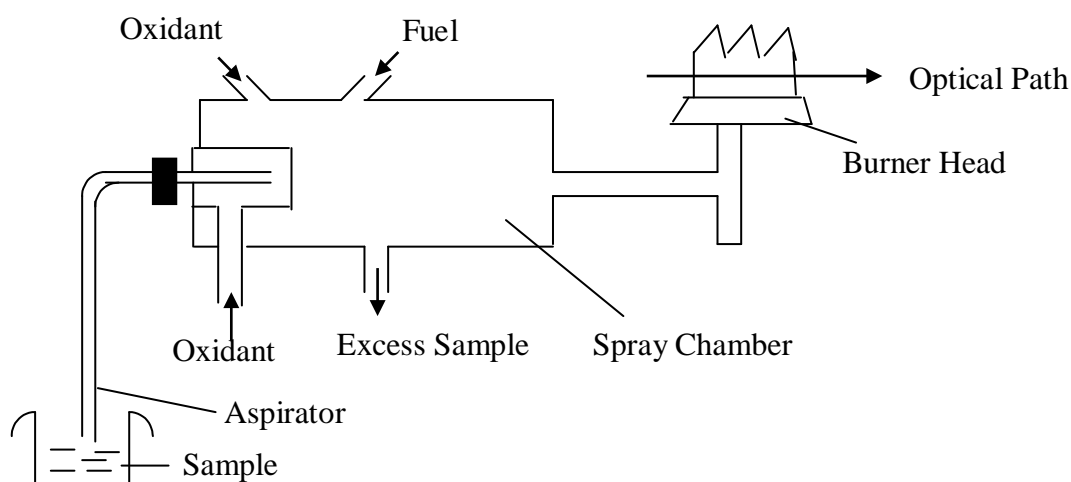 Oxidant
Fuel
Optical Path
Burner Head
Oxidant
Excess Sample
Spray Chamber
Aspirator
Sample